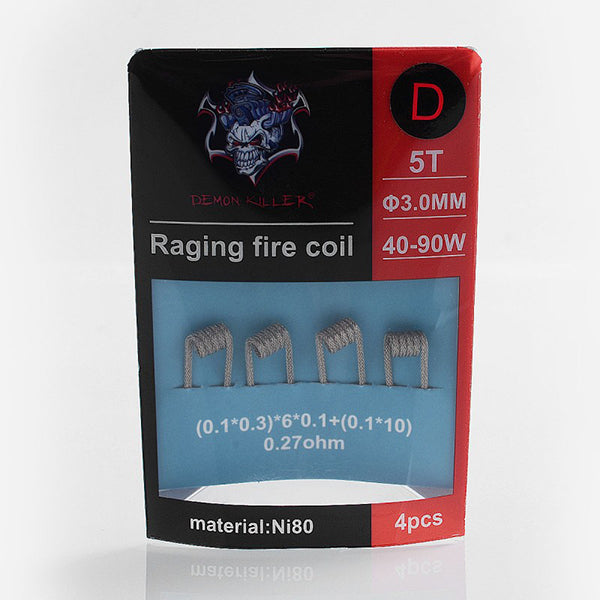 DEMON KILLER®
Raging fire coil
D
5T
Φ3.0MM
40-90W
(0.1*0.3)*6*0.1+(0.1*10)
0.27ohm
material:Ni80
4pcs